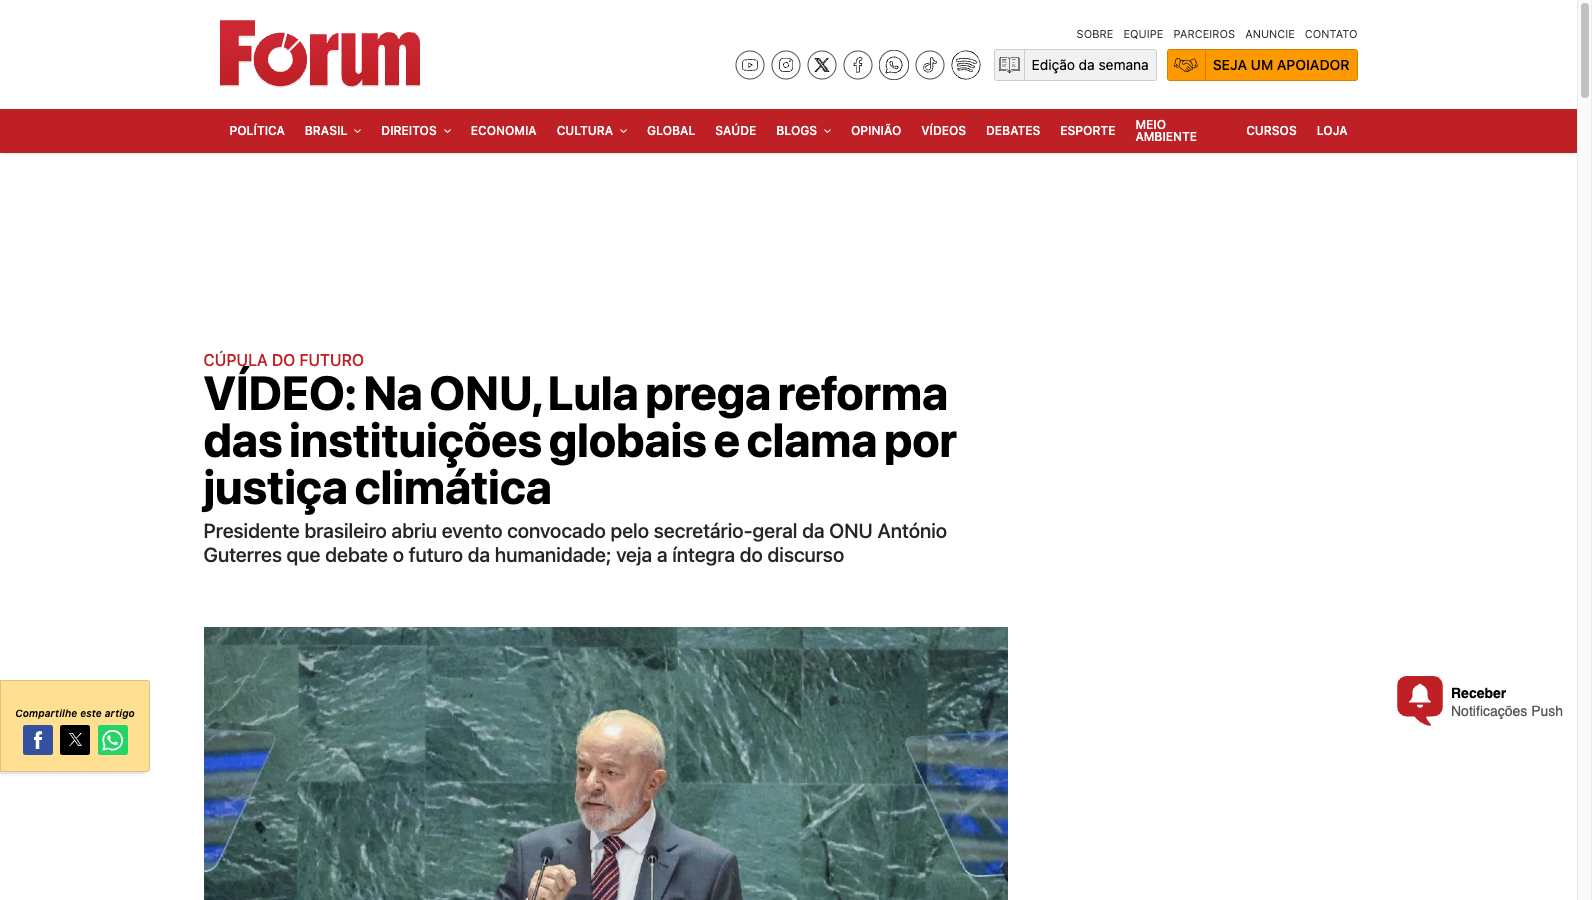 Fórum
SOBRE EQUIPE PARCEIROS ANUNCIE CONTATO
Edição da semana
SEJA UM APOIADOR
POLÍTICA BRASIL DIREITOS ECONOMIA CULTURA GLOBAL SAÚDE BLOGS OPINIÃO VÍDEOS DEBATES ESPORTE MEIO AMBIENTE CURSOS LOJA
CÚPULA DO FUTURO
VÍDEO: Na ONU, Lula prega reforma
das instituições globais e clama por
justiça climática
Presidente brasileiro abriu evento convocado pelo secretário-geral da ONU António
Guterres que debate o futuro da humanidade; veja a íntegra do discurso
Compartilhe este artigo
Receber
Notificações Push